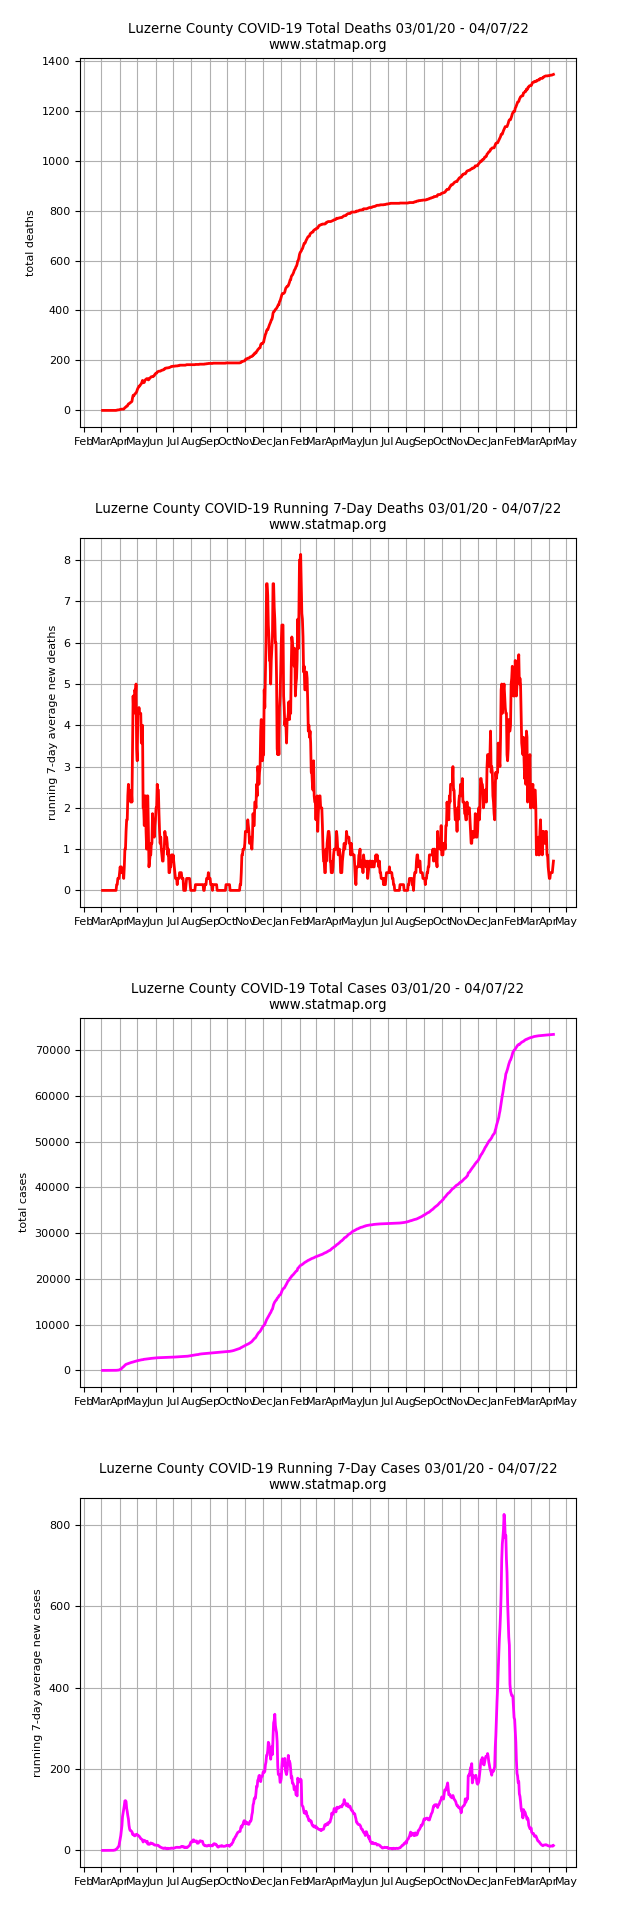 Luzerne County COVID-19 Total Deaths 03/01/20 - 04/07/22
www.statmap.org
1400
1200
1000
800
600
400
200
0
total deaths
Feb Mar Apr May Jun Jul Aug Sep Oct Nov Dec Jan Feb Mar Apr May Jun Jul Aug Sep Oct Nov Dec Jan Feb Mar Apr May
Luzerne County COVID-19 Running 7-Day Deaths 03/01/20 - 04/07/22
www.statmap.org
8
7
6
5
4
3
2
1
0
running 7-day average new deaths
Feb Mar Apr May Jun Jul Aug Sep Oct Nov Dec Jan Feb Mar Apr May Jun Jul Aug Sep Oct Nov Dec Jan Feb Mar Apr May
Luzerne County COVID-19 Total Cases 03/01/20 - 04/07/22
www.statmap.org
70000
60000
50000
40000
30000
20000
10000
0
total cases
Feb Mar Apr May Jun Jul Aug Sep Oct Nov Dec Jan Feb Mar Apr May Jun Jul Aug Sep Oct Nov Dec Jan Feb Mar Apr May
Luzerne County COVID-19 Running 7-Day Cases 03/01/20 - 04/07/22
www.statmap.org
800
600
400
200
0
running 7-day average new cases
Feb Mar Apr May Jun Jul Aug Sep Oct Nov Dec Jan Feb Mar Apr May Jun Jul Aug Sep Oct Nov Dec Jan Feb Mar Apr May